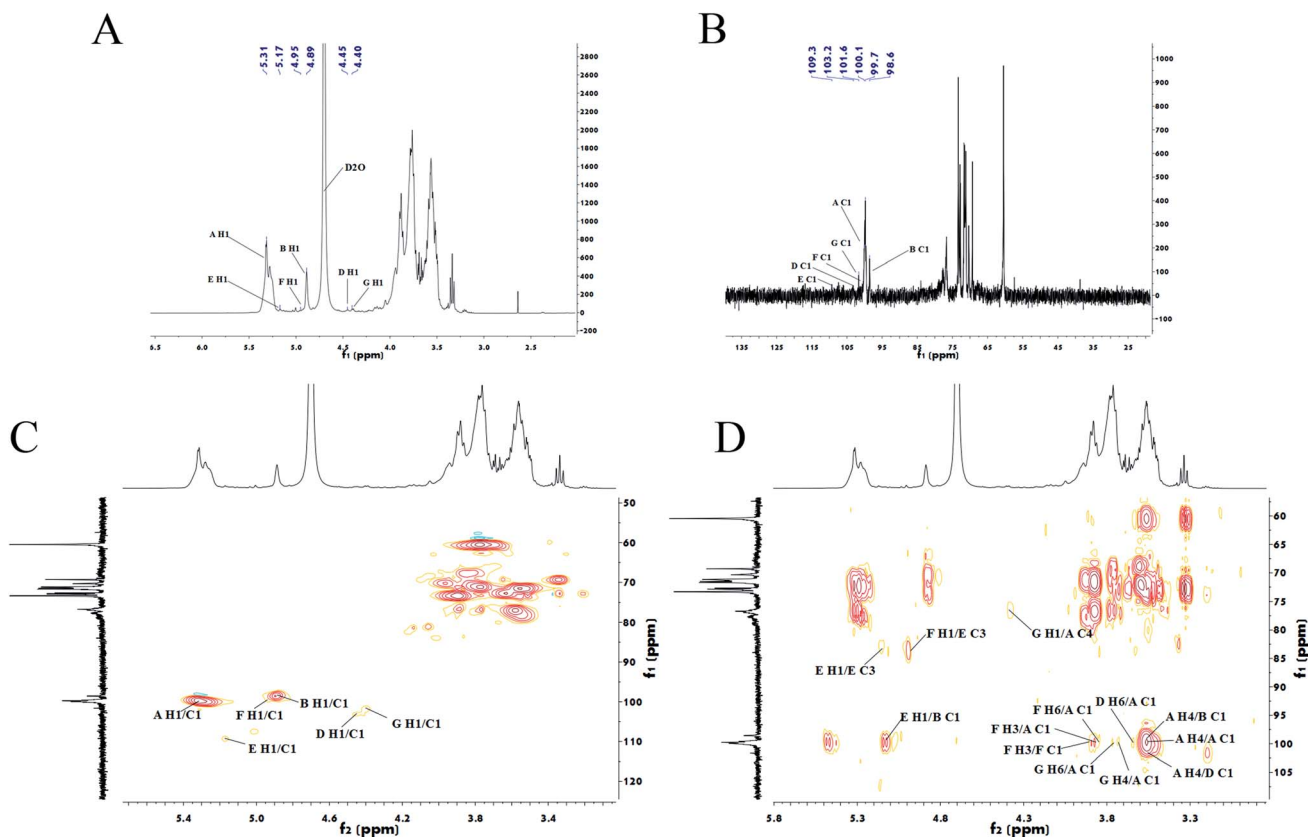 A
5.31
5.17
4.95
4.89
4.45
4.40
D2O
A H1
B H1
E H1
F H1
D H1
G H1
2800
2600
2400
2200
2000
1800
1600
1400
1200
1000
800
600
400
200
0
-200
6.5 6.0 5.5 5.0 4.5 4.0 3.5 3.0 2.5
f1 (ppm)
B
109.3
103.2
101.6
100.1
99.7
98.6
A C1
G C1
F C1
D C1
E C1
B C1
1000
900
800
700
600
500
400
300
200
100
0
-100
135 125 115 105 95 85 75 65 55 45 35 25
f1 (ppm)
C
A H1/C1
F H1/C1
B H1/C1
D H1/C1
G H1/C1
E H1/C1
50
60
70
80
90
100
110
120
f1 (ppm)
5.4 5.0 4.6 4.2 3.8 3.4
f2 (ppm)
D
G H1/A C4
F H1/E C3
E H1/E C3
E H1/B C1
F H6/A C1
D H6/A C1
F H3/A C1
F H3/F C1
G H6/A C1
G H4/A C1
A H4/B C1
A H4/A C1
A H4/D C1
60
65
70
75
80
85
90
95
100
105
f1 (ppm)
5.8 5.3 4.8 4.3 3.8 3.3
f2 (ppm)